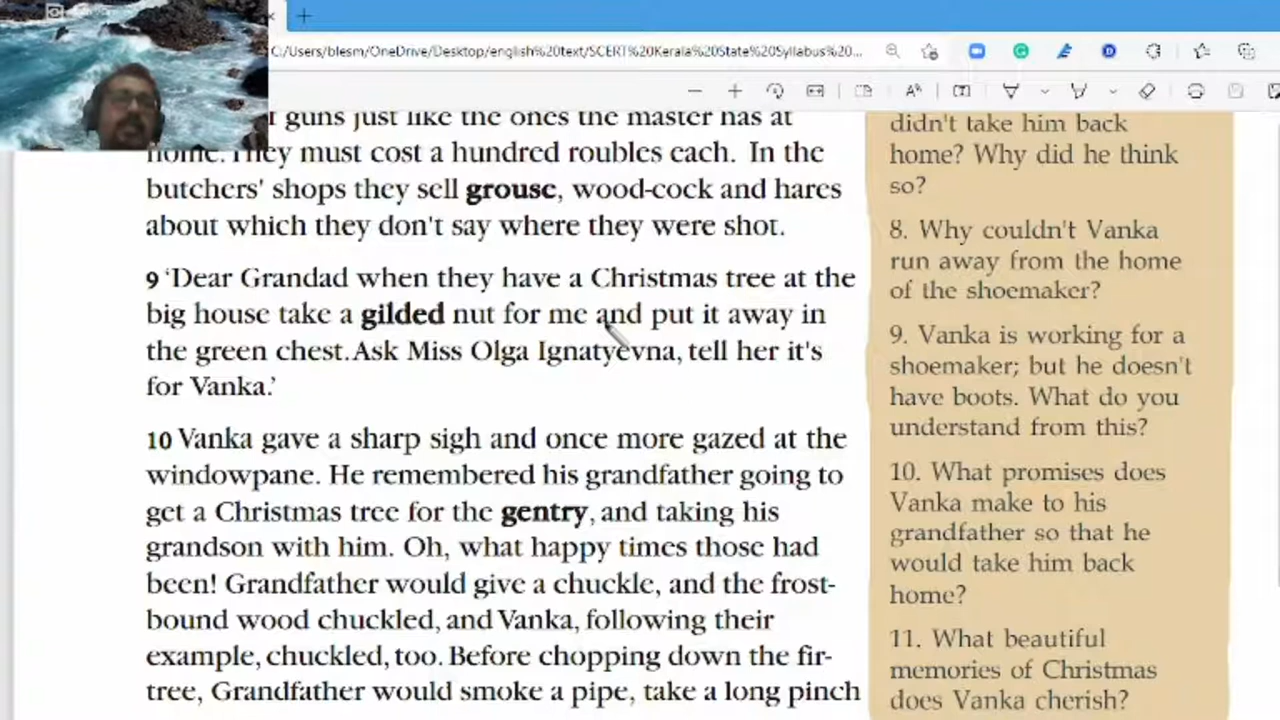 C:/Users/blesm/OneDrive/Desktop/english%20text/SCERT%20Kerala%20State%20Syllabus%20...
guns just like the ones the master has at
home. They must cost a hundred roubles each. In the
butchers' shops they sell grouse, wood-cock and hares
about which they don't say where they were shot.
9 'Dear Grandad when they have a Christmas tree at the
big house take a gilded nut for me and put it away in
the green chest. Ask Miss Olga Ignatyevna, tell her it's
for Vanka.'
10 Vanka gave a sharp sigh and once more gazed at the
windowpane. He remembered his grandfather going to
get a Christmas tree for the gentry, and taking his
grandson with him. Oh, what happy times those had
been! Grandfather would give a chuckle, and the frost-
bound wood chuckled, and Vanka, following their
example, chuckled, too. Before chopping down the fir-
tree, Grandfather would smoke a pipe, take a long pinch
didn't take him back
home? Why did he think
so?
8. Why couldn't Vanka
run away from the home
of the shoemaker?
9. Vanka is working for a
shoemaker; but he doesn't
have boots. What do you
understand from this?
10. What promises does
Vanka make to his
grandfather so that he
would take him back
home?
11. What beautiful
memories of Christmas
does Vanka cherish?